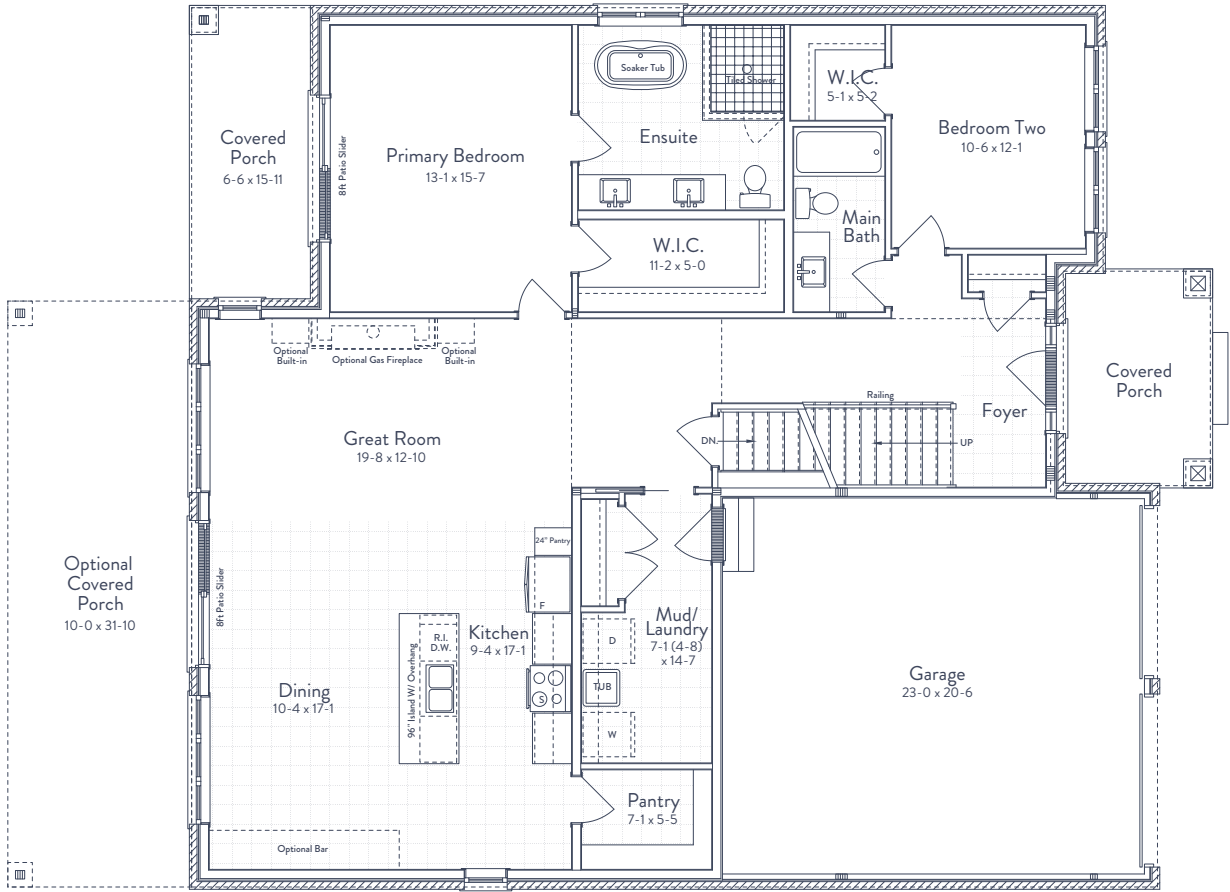 Soaker Tub
Tiled Shower
W.I.C.
5-1 x 5-2
Covered
Porch
6-6 x 15-11
8ft Patio Slider
Primary Bedroom
13-1 x 15-7
Ensuite
Bedroom Two
10-6 x 12-1
Main
Bath
W.I.C.
11-2 x 5-0
Optional
Built-in
Optional Gas Fireplace
Optional
Built-in
Covered
Porch
Railing
Foyer
Great Room
19-8 x 12-10
DN.
UP
24" Pantry
Optional
Covered
Porch
10-0 x 31-10
8ft Patio Slider
F
Kitchen
9-4 x 17-1
R.I.
D.W.
96" Island W/ Overhang
S
Mud/
Laundry
7-1 (4-8)
x 14-7
D
TUB
W
Dining
10-4 x 17-1
Garage
23-0 x 20-6
Pantry
7-1 x 5-5
Optional Bar